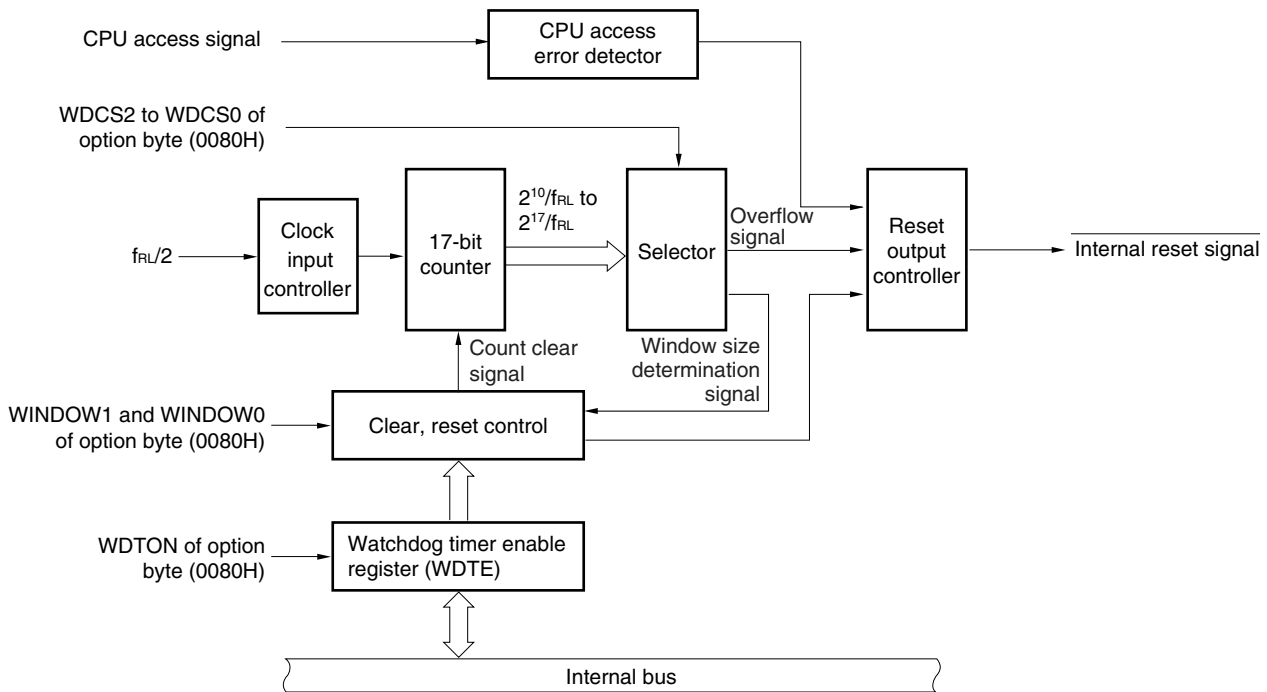 CPU access signal
CPU access
error detector
WDCS2 to WDCS0 of
option byte (0080H)
2¹⁰/fRL to
2¹⁷/fRL
fRL/2
Clock
input
controller
17-bit
counter
Selector
Overflow
signal
Reset
output
controller
Internal reset signal
Count clear
signal
Window size
determination
signal
WINDOW1 and WINDOW0
of option byte (0080H)
Clear, reset control
WDTON of option
byte (0080H)
Watchdog timer enable
register (WDTE)
Internal bus